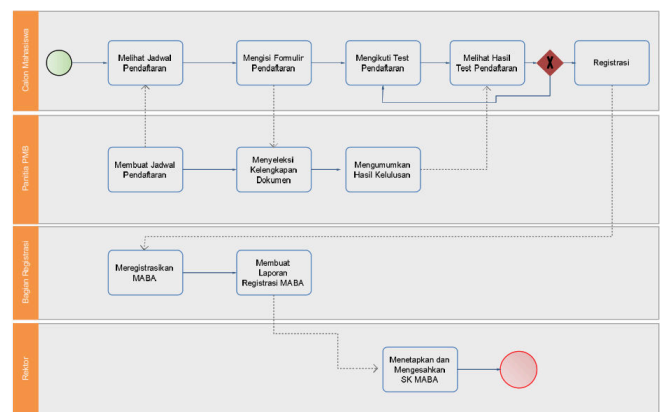 Calon Mahasiswa
Melihat Jadwal
Pendaftaran
Mengisi Formulir
Pendaftaran
Mengikuti Test
Pendaftaran
Melihat Hasil
Test Pendaftaran
X
Registrasi
Panitia PMB
Membuat Jadwal
Pendaftaran
Menyeleksi
Kelengkapan
Dokumen
Mengumumkan
Hasil Kelulusan
Bagian Registrasi
Meregistrasikan
MABA
Membuat
Laporan
Registrasi MABA
Rektor
Menetapkan dan
Mengesahkan
SK MABA